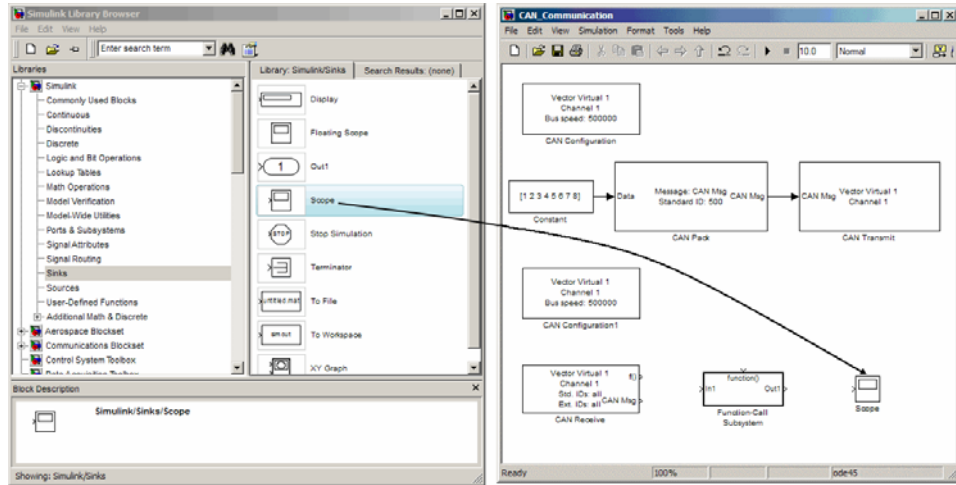 Simulink Library Browser
File Edit View Help
Enter search term
Libraries
Simulink
Commonly Used Blocks
Continuous
Discontinuities
Discrete
Logic and Bit Operations
Lookup Tables
Math Operations
Model Verification
Model-Wide Utilities
Ports & Subsystems
Signal Attributes
Signal Routing
Sinks
Sources
User-Defined Functions
Additional Math & Discrete
Aerospace Blockset
Communications Blockset
Control System Toolbox
Data Acquisition Toolbox
Library: Simulink/Sinks
Search Results: (none)
Display
Floating Scope
1
Out1
Scope
STOP
Stop Simulation
Terminator
untitled.mat
To File
simout
To Workspace
XY Graph
Block Description
Simulink/Sinks/Scope
Showing: Simulink/Sinks
CAN_Communication
File Edit View Simulation Format Tools Help
10.0
Normal
Vector Virtual 1
Channel 1
Bus speed: 500000
CAN Configuration
[1 2 3 4 5 6 7 8]
Constant
Data
Message: CAN Msg
Standard ID: 500
CAN Msg
CAN Pack
CAN Msg
Vector Virtual 1
Channel 1
CAN Transmit
Vector Virtual 1
Channel 1
Bus speed: 500000
CAN Configuration1
Vector Virtual 1
Channel 1
Std. IDs: all
Ext. IDs: all
f()
CAN Msg
CAN Receive
function()
In1
Out1
Function-Call
Subsystem
Scope
Ready
100%
ode45